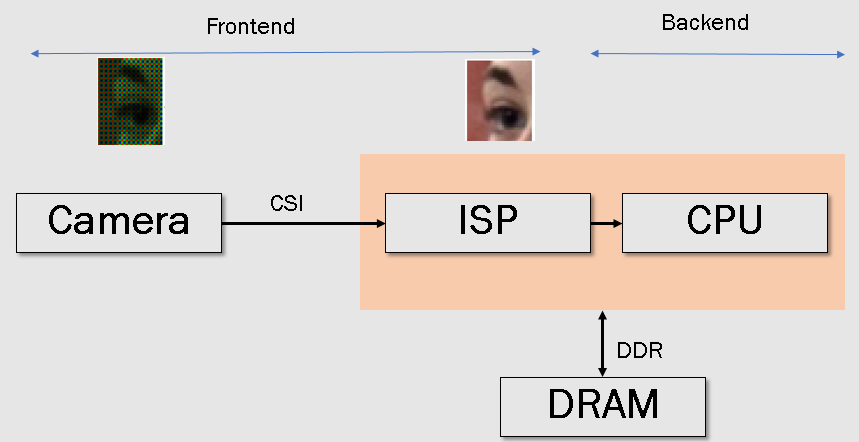 Frontend
Backend
Camera
CSI
ISP
CPU
DDR
DRAM